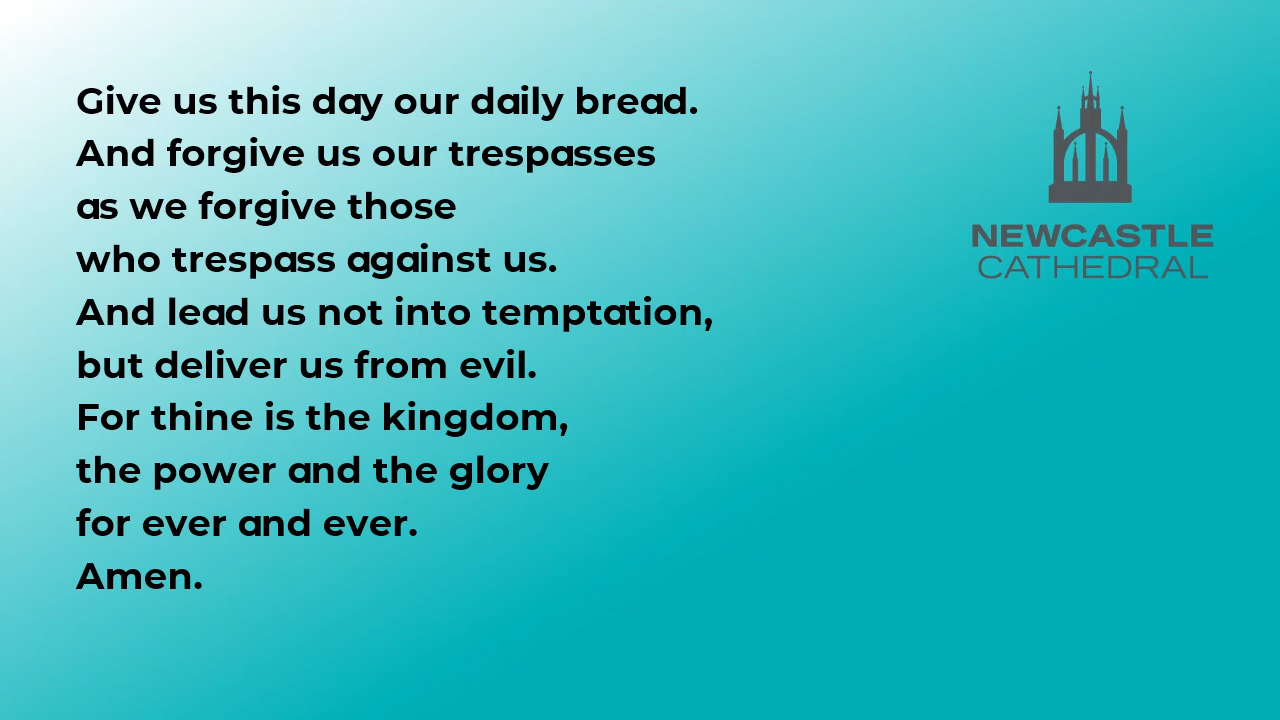 Give us this day our daily bread.
And forgive us our trespasses
as we forgive those
who trespass against us.
And lead us not into temptation,
but deliver us from evil.
For thine is the kingdom,
the power and the glory
for ever and ever.
Amen.
NEWCASTLE
CATHEDRAL